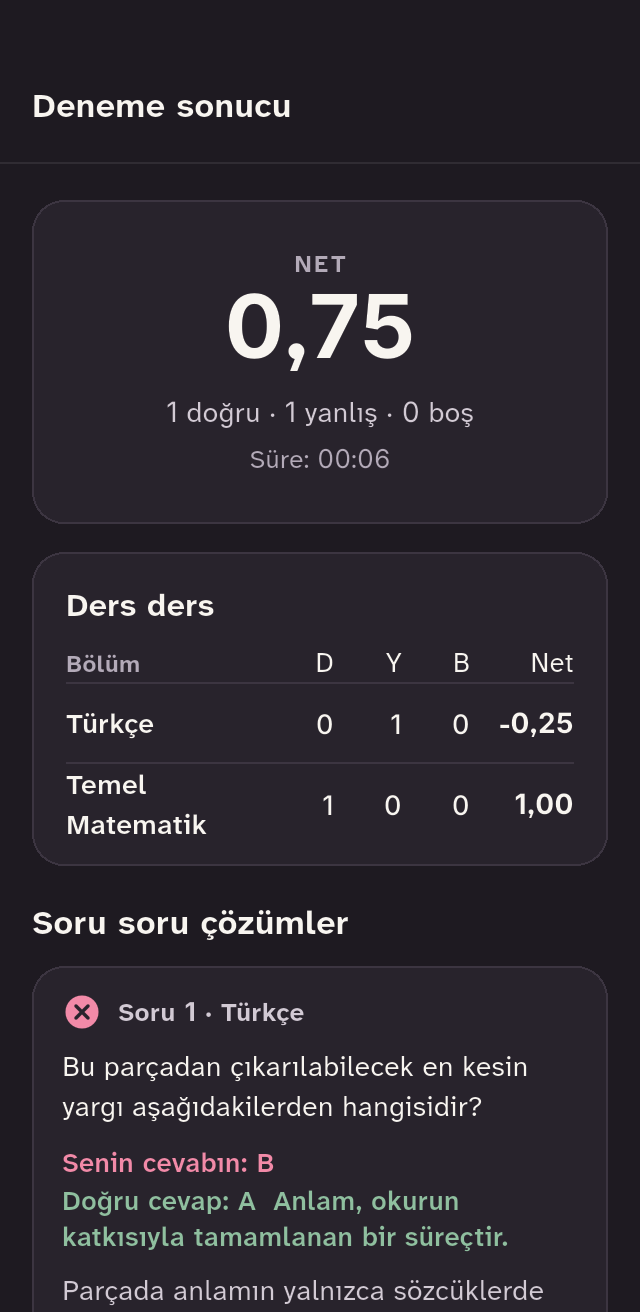 Deneme sonucu
NET
0,75
1 doğru · 1 yanlış · 0 boş
Süre: 00:06
Ders ders
Bölüm D Y B Net
Türkçe 0 1 0 -0,25
Temel
Matematik 1 0 0 1,00
Soru soru çözümler
Soru 1 · Türkçe
Bu parçadan çıkarılabilecek en kesin
yargı aşağıdakilerden hangisidir?
Senin cevabın: B
Doğru cevap: A Anlam, okurun
katkısıyla tamamlanan bir süreçtir.
Parçada anlamın yalnızca sözcüklerde